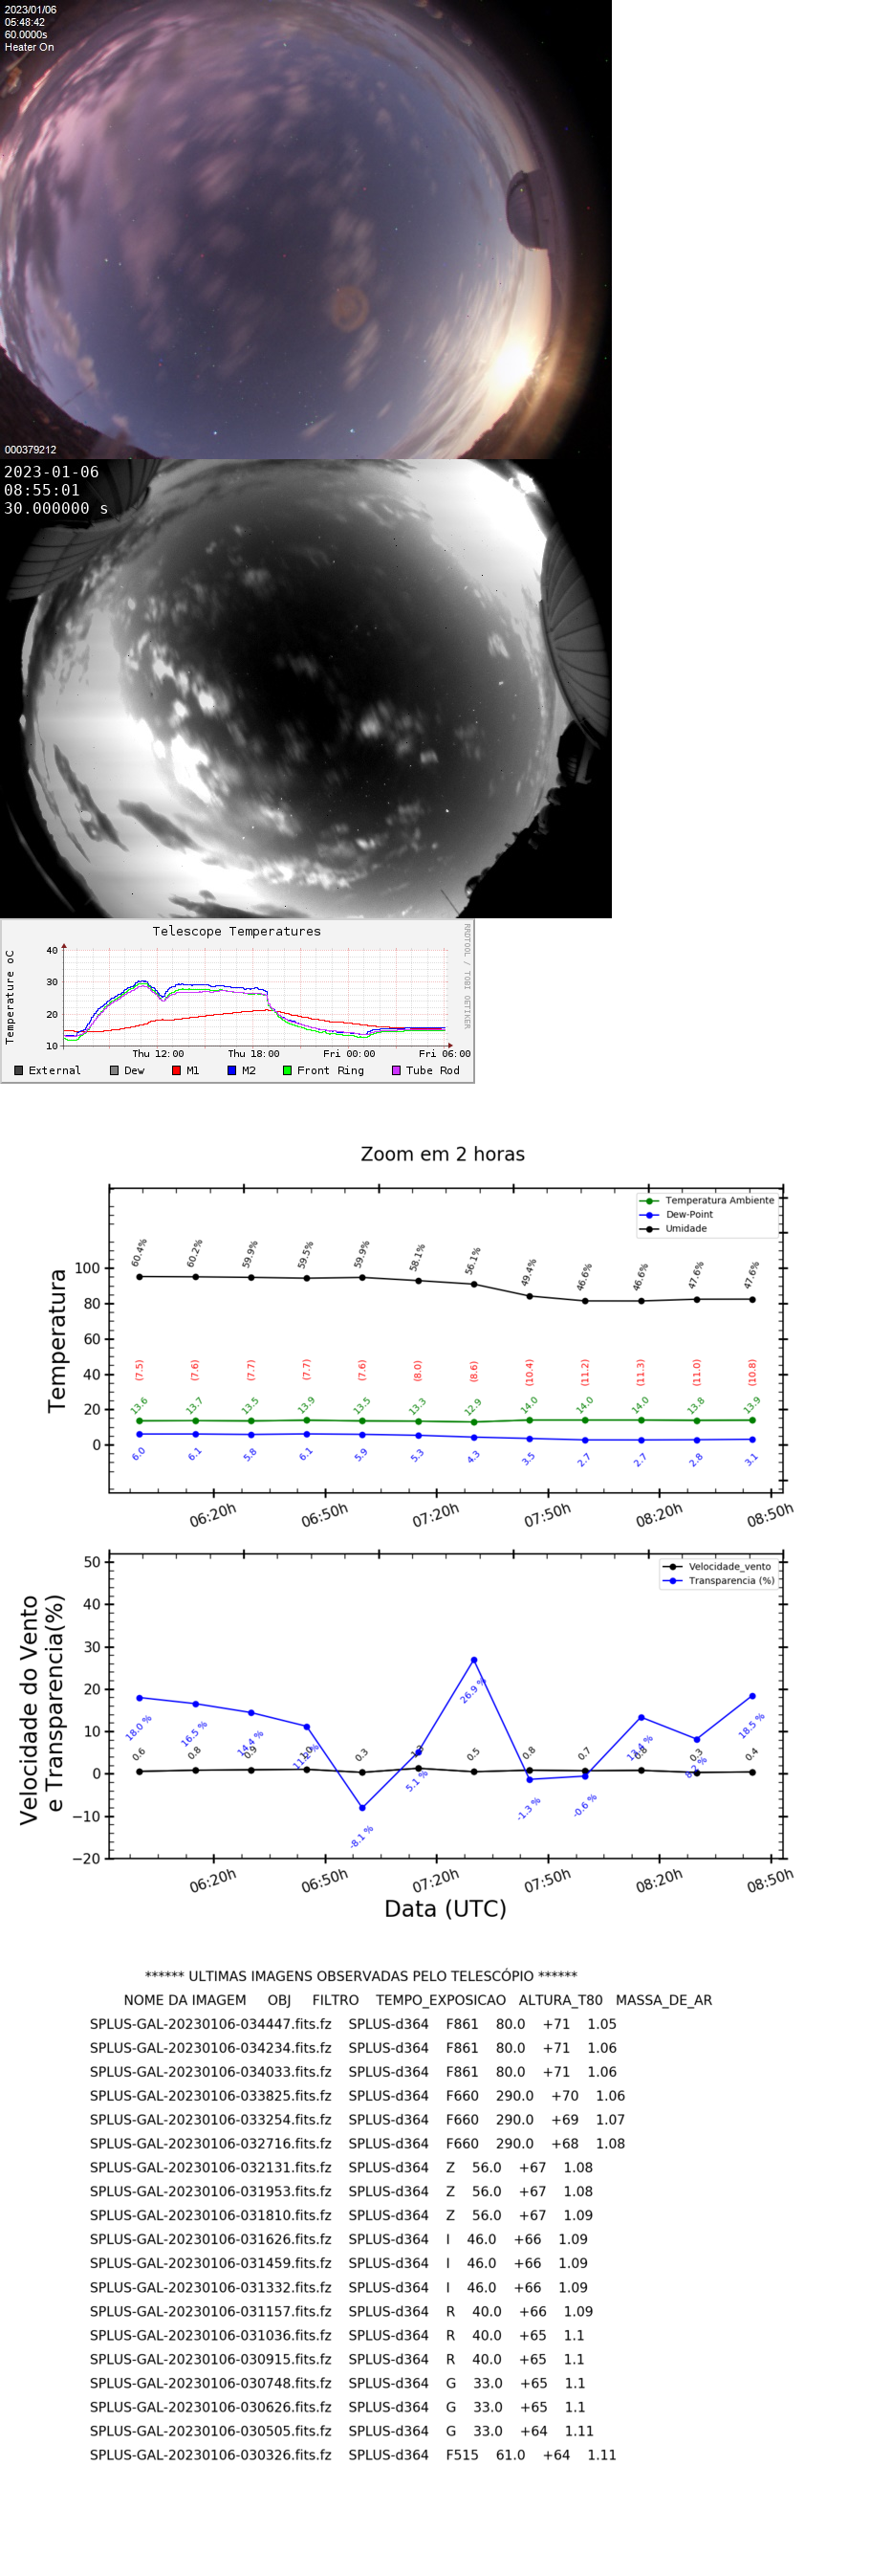 2023/01/06
05:48:42
60.0000s
Heater On
000379212
2023-01-06
08:55:01
30.000000 s
Telescope Temperatures
RRDTOOL / TOBI OETIKER
Temperature oC
40
30
20
10
Thu 12:00 Thu 18:00 Fri 00:00 Fri 06:00
External Dew M1 M2 Front Ring Tube Rod
Zoom em 2 horas
Temperatura Ambiente
Dew-Point
Umidade
Temperatura
100
80
60
40
20
0
60.4% 60.2% 59.9% 59.5% 59.9% 58.1% 56.1% 49.4% 46.6% 46.6% 47.6% 47.6%
(7.5) (7.6) (7.7) (7.7) (7.6) (8.0) (8.6) (10.4) (11.2) (11.3) (11.0) (10.8)
13.6 13.7 13.5 13.9 13.5 13.3 12.9 14.0 14.0 14.0 13.8 13.9
6.0 6.1 5.8 6.1 5.9 5.3 4.3 3.5 2.7 2.7 2.8 3.1
06:20h 06:50h 07:20h 07:50h 08:20h 08:50h
Velocidade_vento
Transparencia (%)
Velocidade do Vento
e Transparencia(%)
50
40
30
20
10
0
−10
−20
0.6 0.8 0.9 0.3 0.5 0.8 0.7 0.3 0.4
18.0 % 16.5 % 14.4 % -8.1 % 5.1 % 26.9 % -1.3 % -0.6 % 8.2 % 18.5 %
06:20h 06:50h 07:20h 07:50h 08:20h 08:50h
Data (UTC)
****** ULTIMAS IMAGENS OBSERVADAS PELO TELESCÓPIO ******
NOME DA IMAGEM OBJ FILTRO TEMPO_EXPOSICAO ALTURA_T80 MASSA_DE_AR
SPLUS-GAL-20230106-034447.fits.fz SPLUS-d364 F861 80.0 +71 1.05
SPLUS-GAL-20230106-034234.fits.fz SPLUS-d364 F861 80.0 +71 1.06
SPLUS-GAL-20230106-034033.fits.fz SPLUS-d364 F861 80.0 +71 1.06
SPLUS-GAL-20230106-033825.fits.fz SPLUS-d364 F660 290.0 +70 1.06
SPLUS-GAL-20230106-033254.fits.fz SPLUS-d364 F660 290.0 +69 1.07
SPLUS-GAL-20230106-032716.fits.fz SPLUS-d364 F660 290.0 +68 1.08
SPLUS-GAL-20230106-032131.fits.fz SPLUS-d364 Z 56.0 +67 1.08
SPLUS-GAL-20230106-031953.fits.fz SPLUS-d364 Z 56.0 +67 1.08
SPLUS-GAL-20230106-031810.fits.fz SPLUS-d364 Z 56.0 +67 1.09
SPLUS-GAL-20230106-031626.fits.fz SPLUS-d364 I 46.0 +66 1.09
SPLUS-GAL-20230106-031459.fits.fz SPLUS-d364 I 46.0 +66 1.09
SPLUS-GAL-20230106-031332.fits.fz SPLUS-d364 I 46.0 +66 1.09
SPLUS-GAL-20230106-031157.fits.fz SPLUS-d364 R 40.0 +66 1.09
SPLUS-GAL-20230106-031036.fits.fz SPLUS-d364 R 40.0 +65 1.1
SPLUS-GAL-20230106-030915.fits.fz SPLUS-d364 R 40.0 +65 1.1
SPLUS-GAL-20230106-030748.fits.fz SPLUS-d364 G 33.0 +65 1.1
SPLUS-GAL-20230106-030626.fits.fz SPLUS-d364 G 33.0 +65 1.1
SPLUS-GAL-20230106-030505.fits.fz SPLUS-d364 G 33.0 +64 1.11
SPLUS-GAL-20230106-030326.fits.fz SPLUS-d364 F515 61.0 +64 1.11